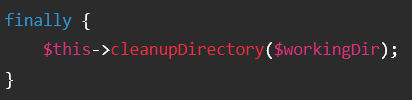 finally {
    $this->cleanupDirectory($workingDir);
}